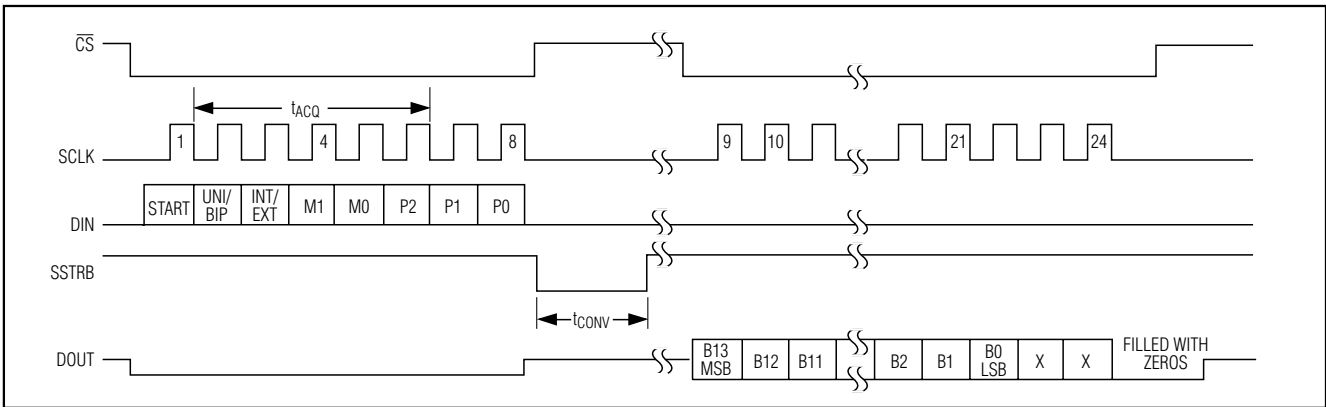 CS
tACQ
SCLK
1
4
8
9
10
21
24
DIN
START
UNI/
BIP
INT/
EXT
M1
M0
P2
P1
P0
SSTRB
tCONV
DOUT
B13
MSB
B12
B11
B2
B1
B0
LSB
X
X
FILLED WITH
ZEROS